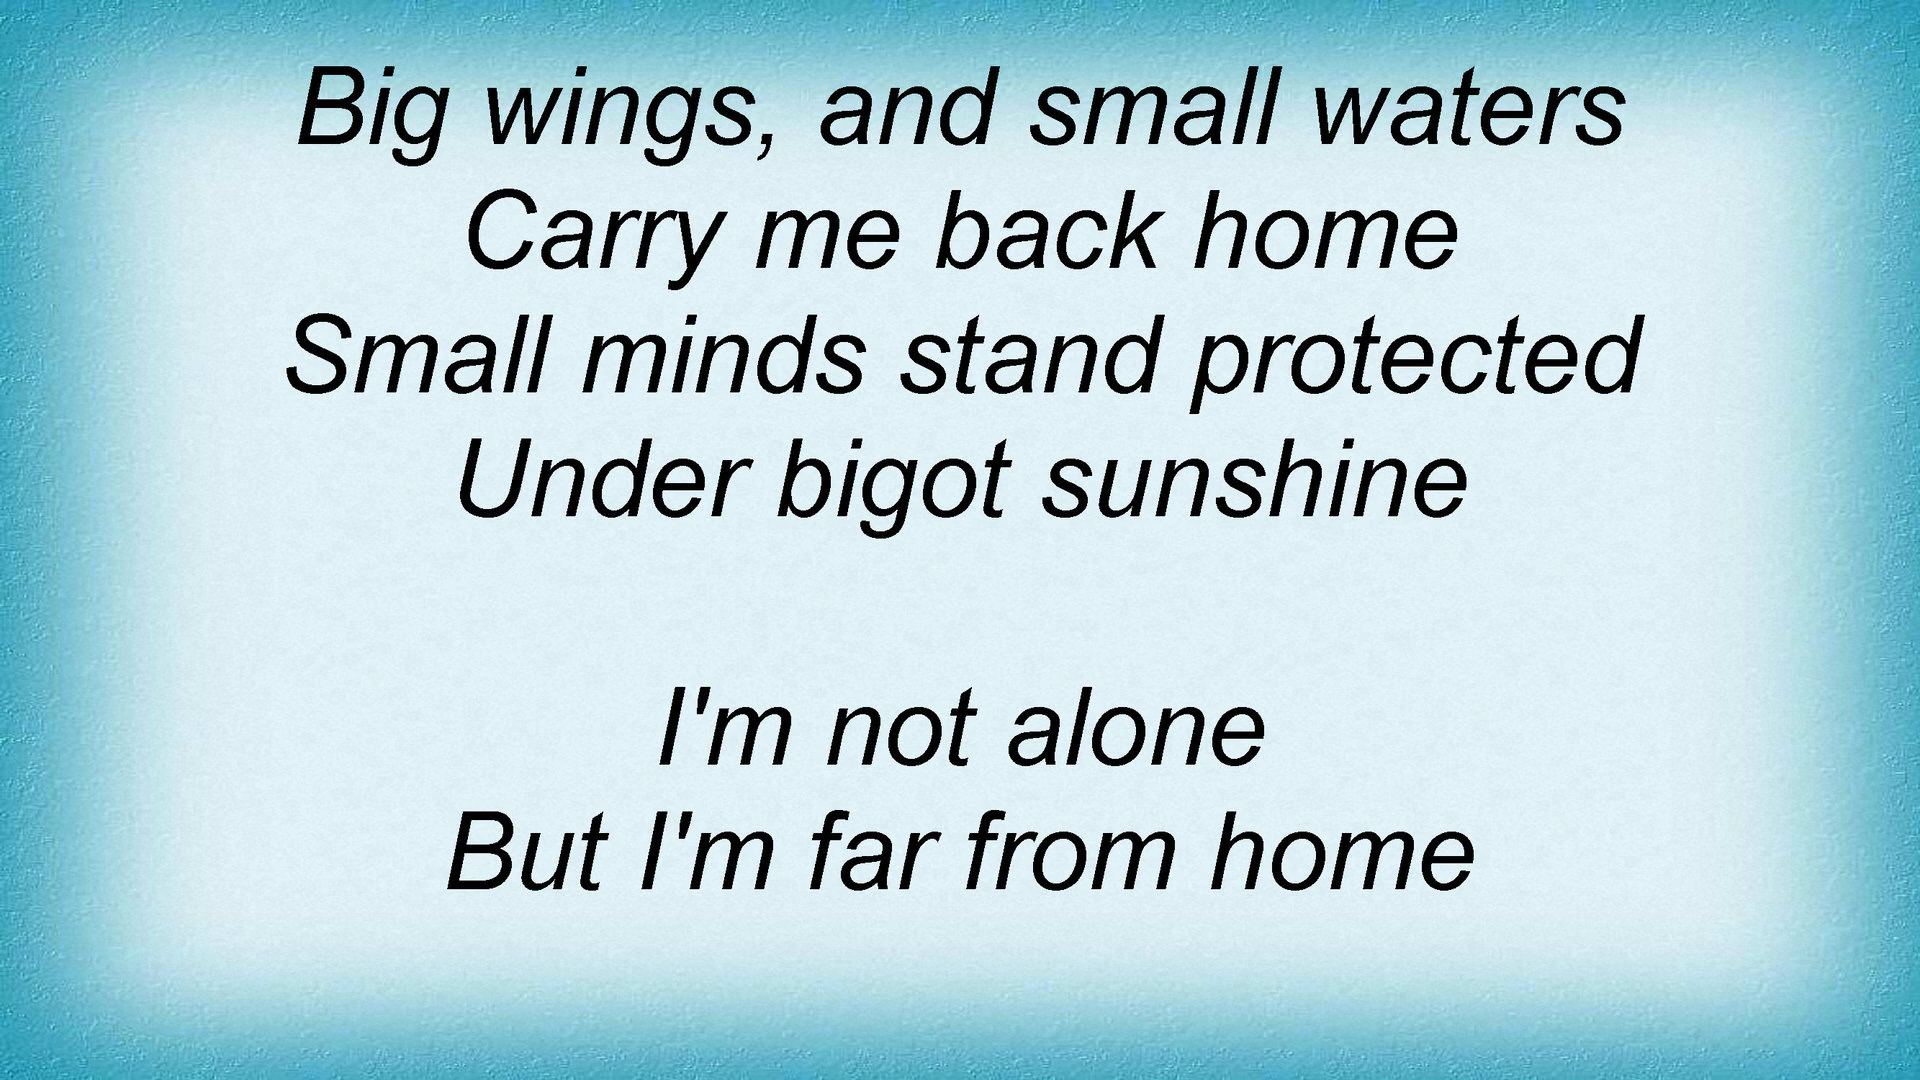 Big wings, and small waters
Carry me back home
Small minds stand protected
Under bigot sunshine
I'm not alone
But I'm far from home